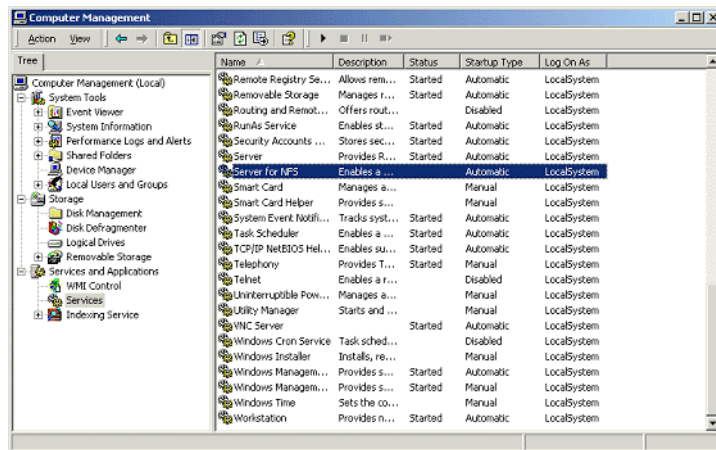 Computer Management
Action View
Tree
Name Description Status Startup Type Log On As
Computer Management (Local)
System Tools
Event Viewer
System Information
Performance Logs and Alerts
Shared Folders
Device Manager
Local Users and Groups
Storage
Disk Management
Disk Defragmenter
Logical Drives
Removable Storage
Services and Applications
WMI Control
Services
Indexing Service
Remote Registry Se... Allows rem... Started Automatic LocalSystem
Removable Storage Manages r... Started Automatic LocalSystem
Routing and Remot... Offers rout... Disabled LocalSystem
RunAs Service Enables st... Started Automatic LocalSystem
Security Accounts ... Stores sec... Started Automatic LocalSystem
Server Provides R... Started Automatic LocalSystem
Server for NFS Enables a ... Automatic LocalSystem
Smart Card Manages a... Manual LocalSystem
Smart Card Helper Provides s... Manual LocalSystem
System Event Notifi... Tracks syst... Started Automatic LocalSystem
Task Scheduler Enables a ... Started Automatic LocalSystem
TCP/IP NetBIOS Hel... Enables su... Started Automatic LocalSystem
Telephony Provides T... Started Manual LocalSystem
Telnet Enables a r... Disabled LocalSystem
Uninterruptible Pow... Manages a... Manual LocalSystem
Utility Manager Starts and ... Manual LocalSystem
VNC Server Started Automatic LocalSystem
Windows Cron Service Task sched... Disabled LocalSystem
Windows Installer Installs, re... Manual LocalSystem
Windows Managem... Provides s... Started Automatic LocalSystem
Windows Managem... Provides s... Started Manual LocalSystem
Windows Time Sets the co... Manual LocalSystem
Workstation Provides n... Started Automatic LocalSystem